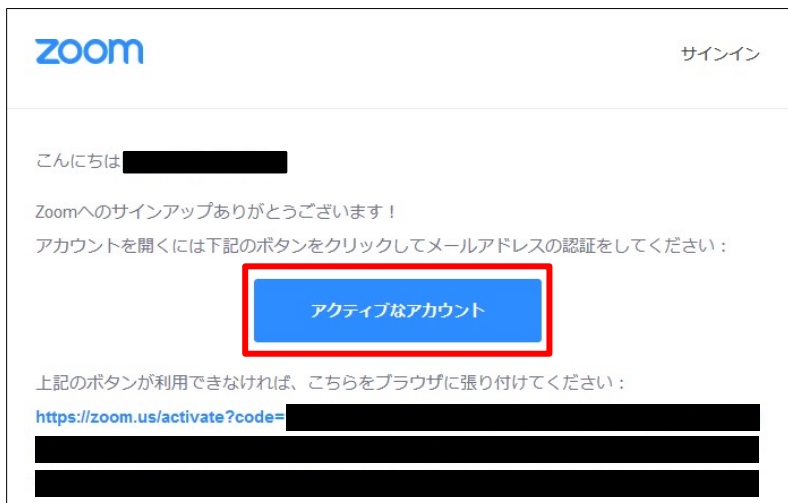 zoom
サインイン
こんにちは
Zoomへのサインアップありがとうございます！
アカウントを開くには下記のボタンをクリックしてメールアドレスの認証をしてください：
アクティブなアカウント
上記のボタンが利用できなければ、こちらをブラウザに張り付けてください：
https://zoom.us/activate?code=